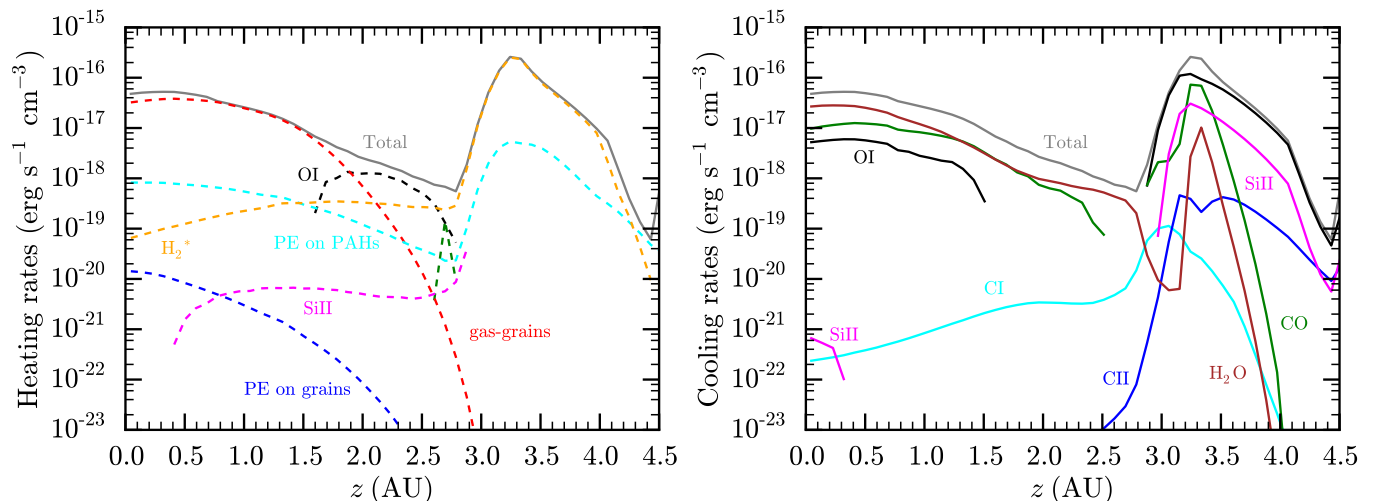 Heating rates (erg s⁻¹ cm⁻³)
10⁻¹⁵
10⁻¹⁶
10⁻¹⁷
10⁻¹⁸
10⁻¹⁹
10⁻²⁰
10⁻²¹
10⁻²²
10⁻²³
Total
OI
PE on PAHs
H₂*
SiII
gas-grains
PE on grains
0.0 0.5 1.0 1.5 2.0 2.5 3.0 3.5 4.0 4.5
z (AU)
Cooling rates (erg s⁻¹ cm⁻³)
10⁻¹⁵
10⁻¹⁶
10⁻¹⁷
10⁻¹⁸
10⁻¹⁹
10⁻²⁰
10⁻²¹
10⁻²²
10⁻²³
Total
OI
SiII
CI
CO
SiII
CII
H₂O
0.0 0.5 1.0 1.5 2.0 2.5 3.0 3.5 4.0 4.5
z (AU)